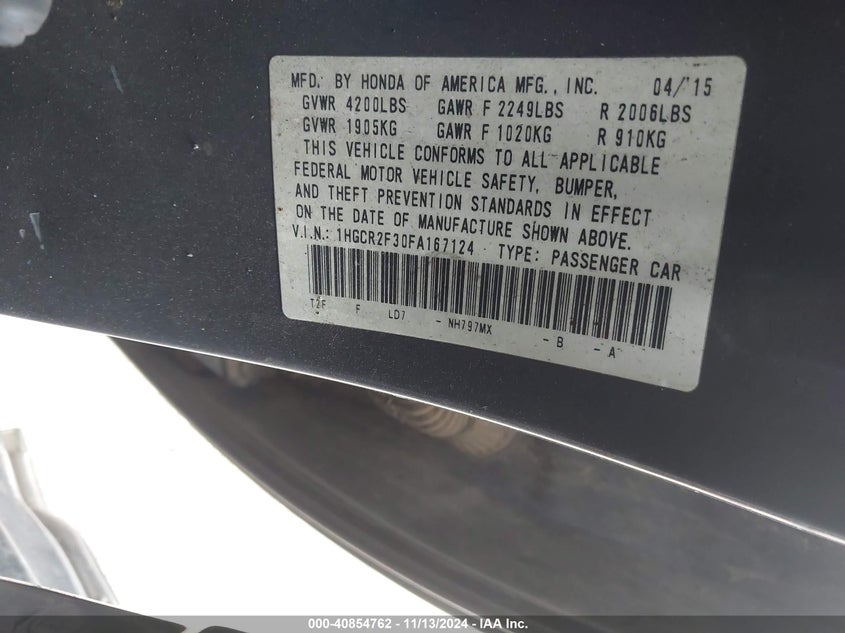 MFD. BY HONDA OF AMERICA MFG., INC. 04/'15
GVWR 4200LBS GAWR F 2249LBS R 2006LBS
GVWR 1905KG GAWR F 1020KG R 910KG
THIS VEHICLE CONFORMS TO ALL APPLICABLE
FEDERAL MOTOR VEHICLE SAFETY, BUMPER,
AND THEFT PREVENTION STANDARDS IN EFFECT
ON THE DATE OF MANUFACTURE SHOWN ABOVE.
V.I.N.: 1HGCR2F30FA167124 TYPE: PASSENGER CAR
T2F F LD7 - NH797MX - B - A
000-40854762 - 11/13/2024 - IAA Inc.